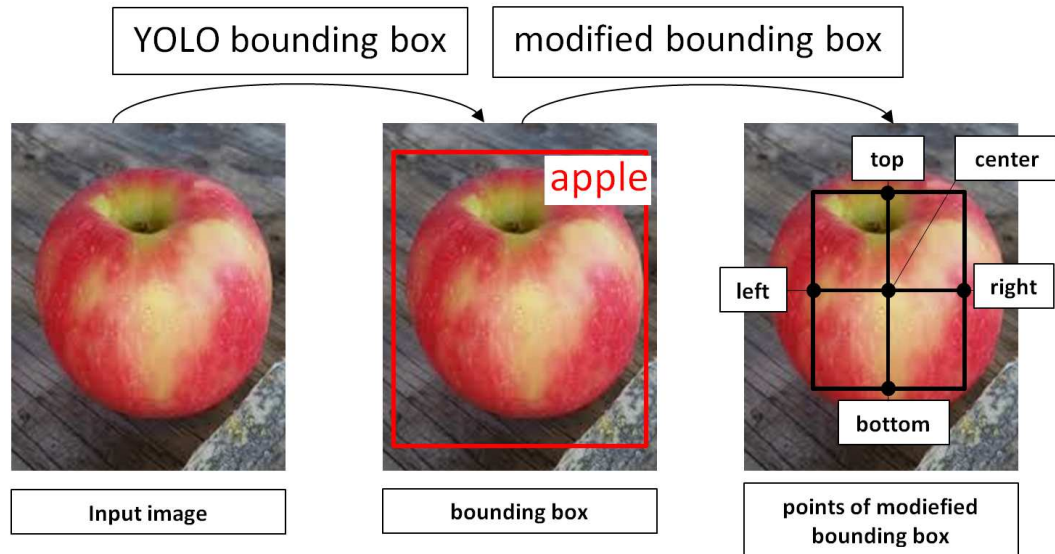 YOLO bounding box
modified bounding box
apple
top
center
left
right
bottom
Input image
bounding box
points of modiefied
bounding box